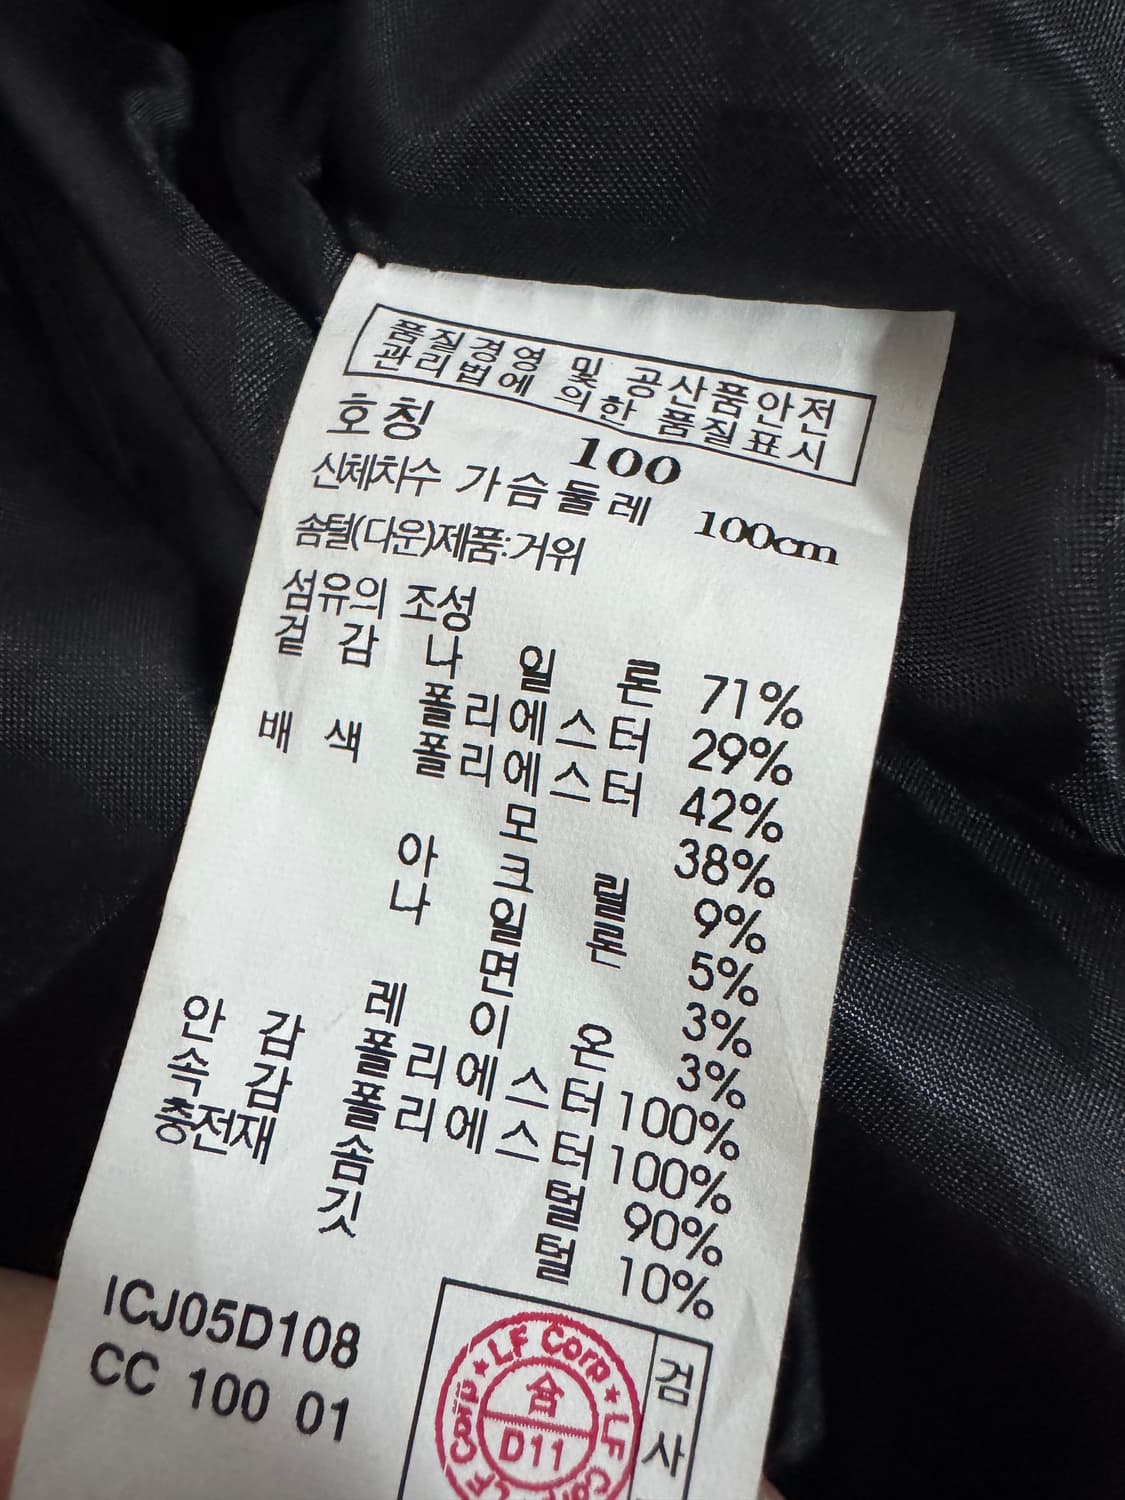 품질경영 및 공산품안전
관리법에 의한 품질표시
호칭 100
신체치수 가슴둘레 100cm
솜털(다운)제품:거위
섬유의 조성
겉 감 나 일 론 71%
폴리에스터 29%
배 색 폴리에스터 42%
모 38%
아 크 릴 9%
나 일 론 5%
면 3%
레 이 온 3%
안 감 폴리에스터 100%
속 감 폴리에스터 100%
충전재 솜 털 90%
깃 털 10%
ICJ05D108
CC 100 01
LF Corp ★ LF Corp ★
合
D11
검
사